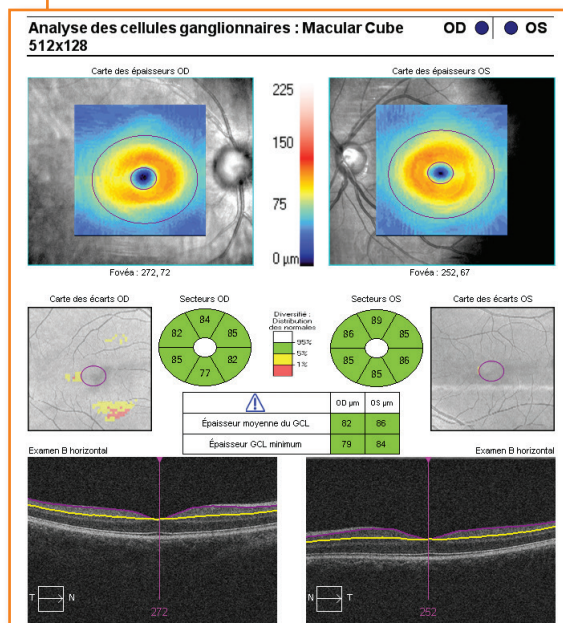 Analyse des cellules ganglionnaires : Macular Cube 512x128
OD OS
Carte des épaisseurs OD
Carte des épaisseurs OS
225
150
75
0 µm
Fovéa : 272, 72
Fovéa : 252, 67
Carte des écarts OD
Secteurs OD
Diversifié :
Distribution
des normales
95%
5%
1%
Secteurs OS
Carte des écarts OS
84
82 85
85 82
77
89
86 85
85 86
85
OD µm OS µm
Épaisseur moyenne du GCL 82 86
Épaisseur GCL minimum 79 84
Examen B horizontal
Examen B horizontal
T N
272
N T
252